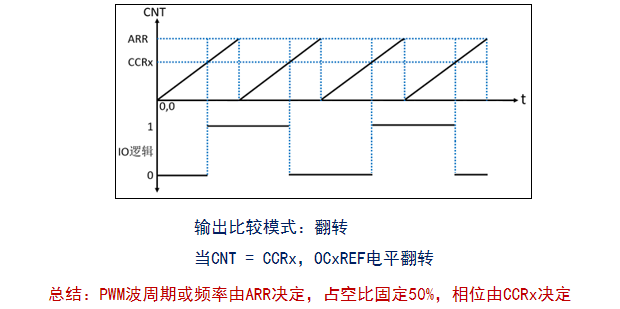 CNT
ARR
CCRx
0,0
t
1
IO逻辑
0
输出比较模式：翻转
当CNT = CCRx，OCxREF电平翻转
总结：PWM波周期或频率由ARR决定，占空比固定50%，相位由CCRx决定